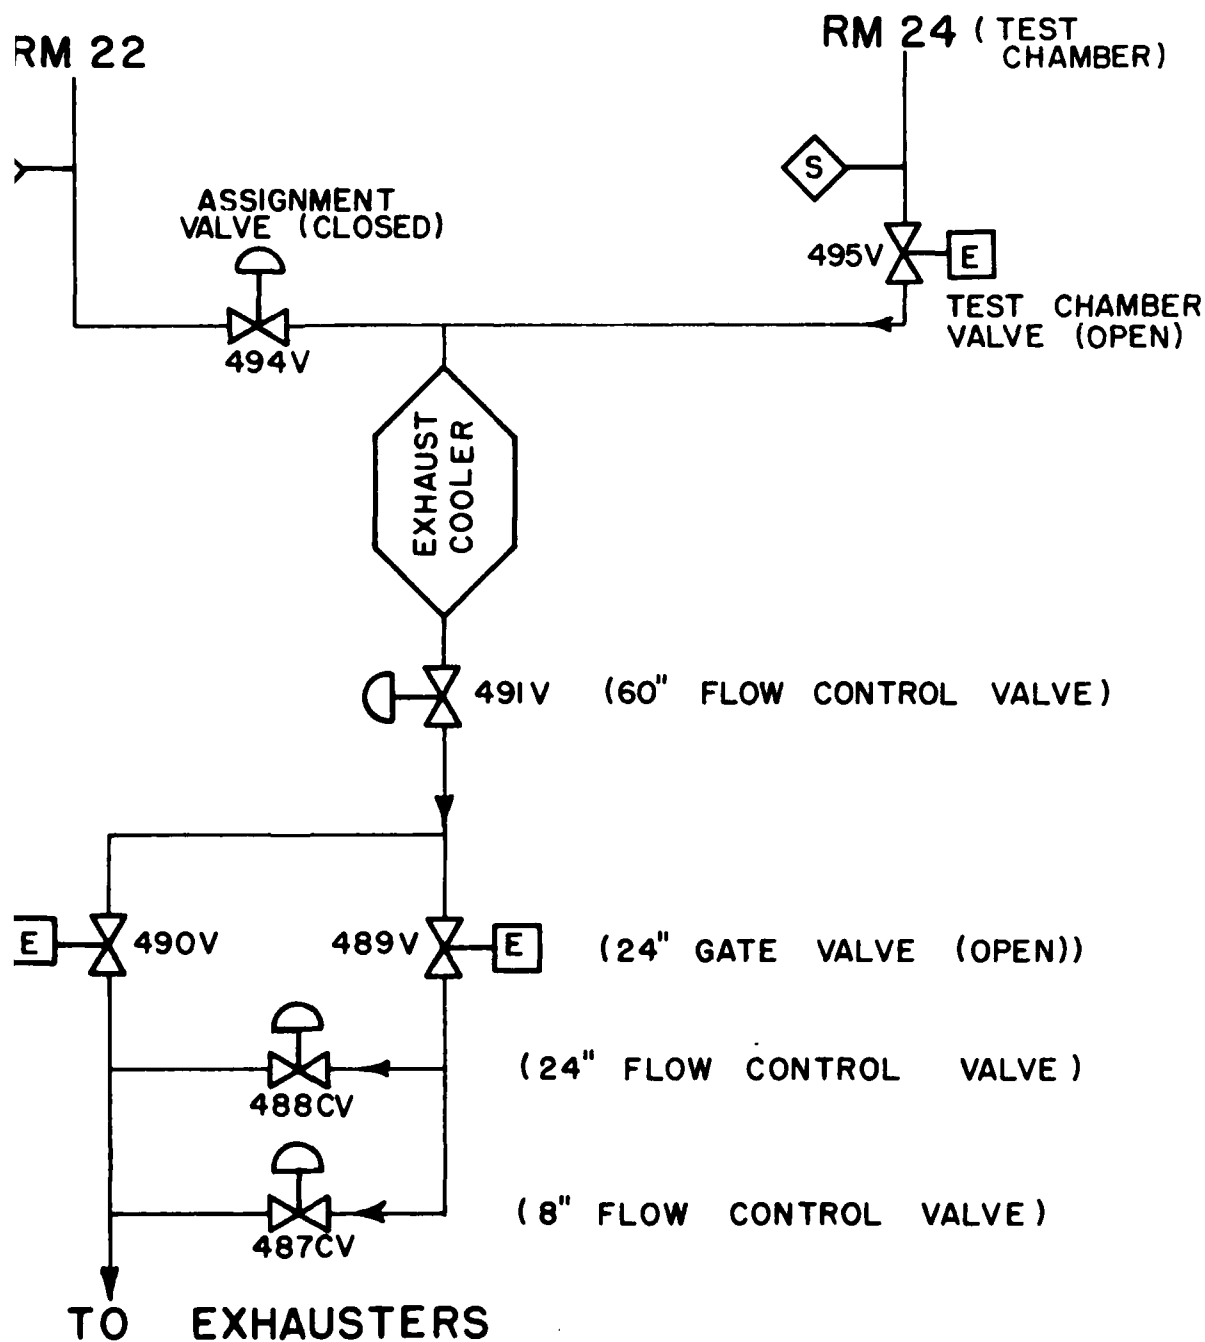 RM 22
RM 24 (TEST
CHAMBER)
S
ASSIGNMENT
VALVE (CLOSED)
495V
E
TEST CHAMBER
VALVE (OPEN)
494V
EXHAUST
COOLER
491V (60" FLOW CONTROL VALVE)
E
490V
489V
E
(24" GATE VALVE (OPEN))
(24" FLOW CONTROL VALVE)
488CV
(8" FLOW CONTROL VALVE)
487CV
TO EXHAUSTERS